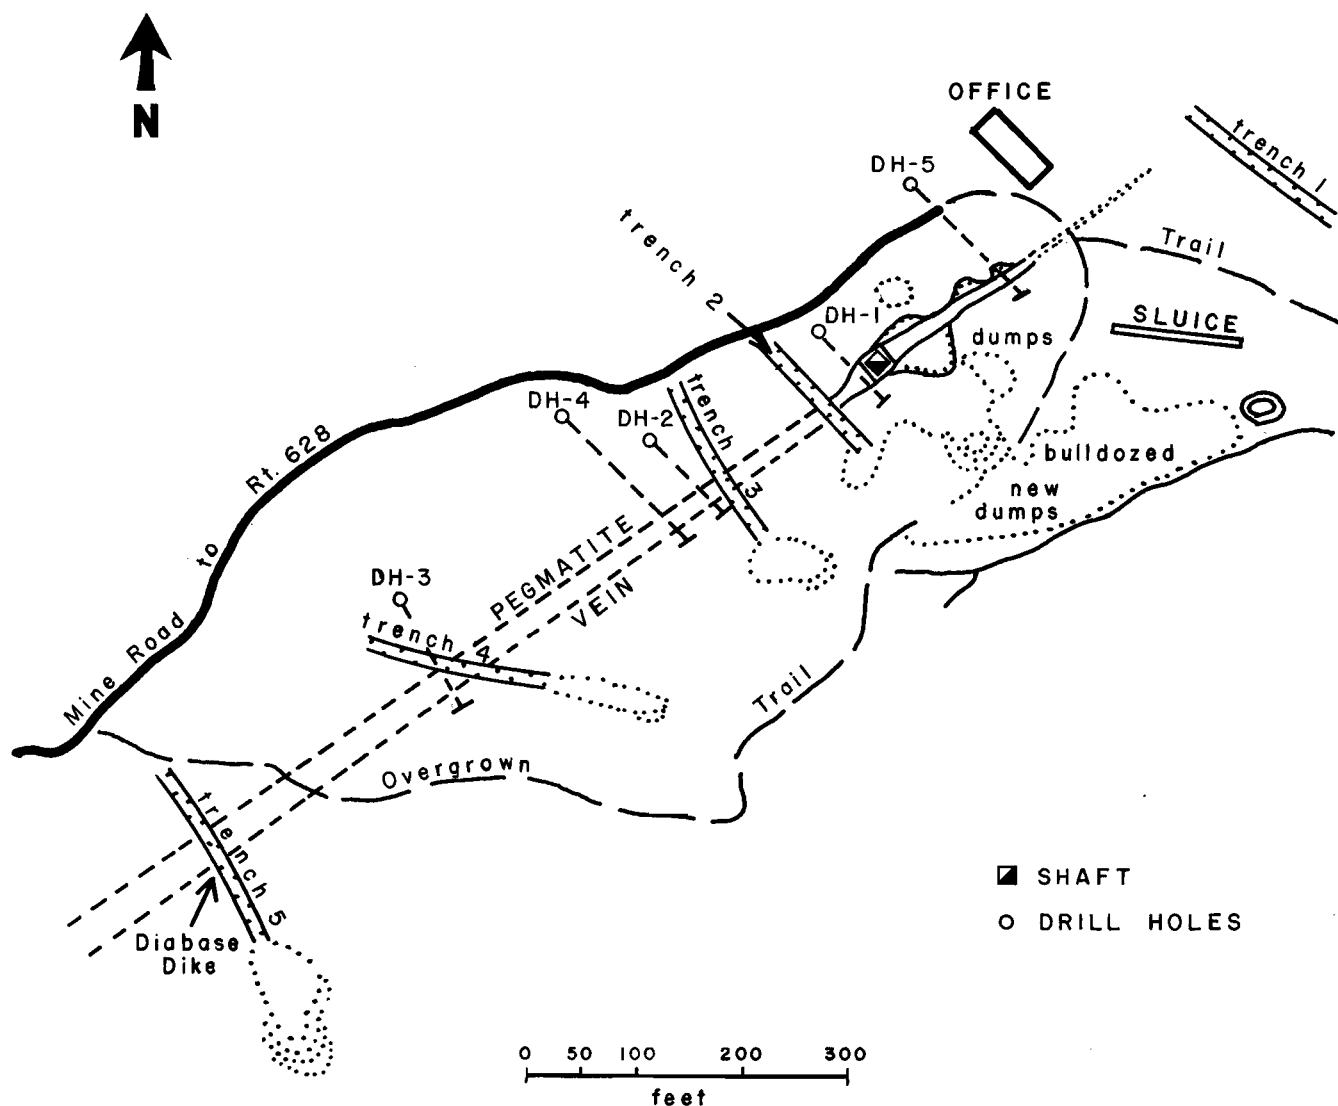 N
OFFICE
trench 1
DH-5
trench 2
Trail
SLUICE
DH-1
dumps
trench 3
DH-4
DH-2
Rt. 628
bulldozed
new
dumps
to
PEGMATITE
VEIN
DH-3
trench 4
Mine Road
Trail
Overgrown
trench 5
SHAFT
DRILL HOLES
Diabase
Dike
0 50 100 200 300
feet